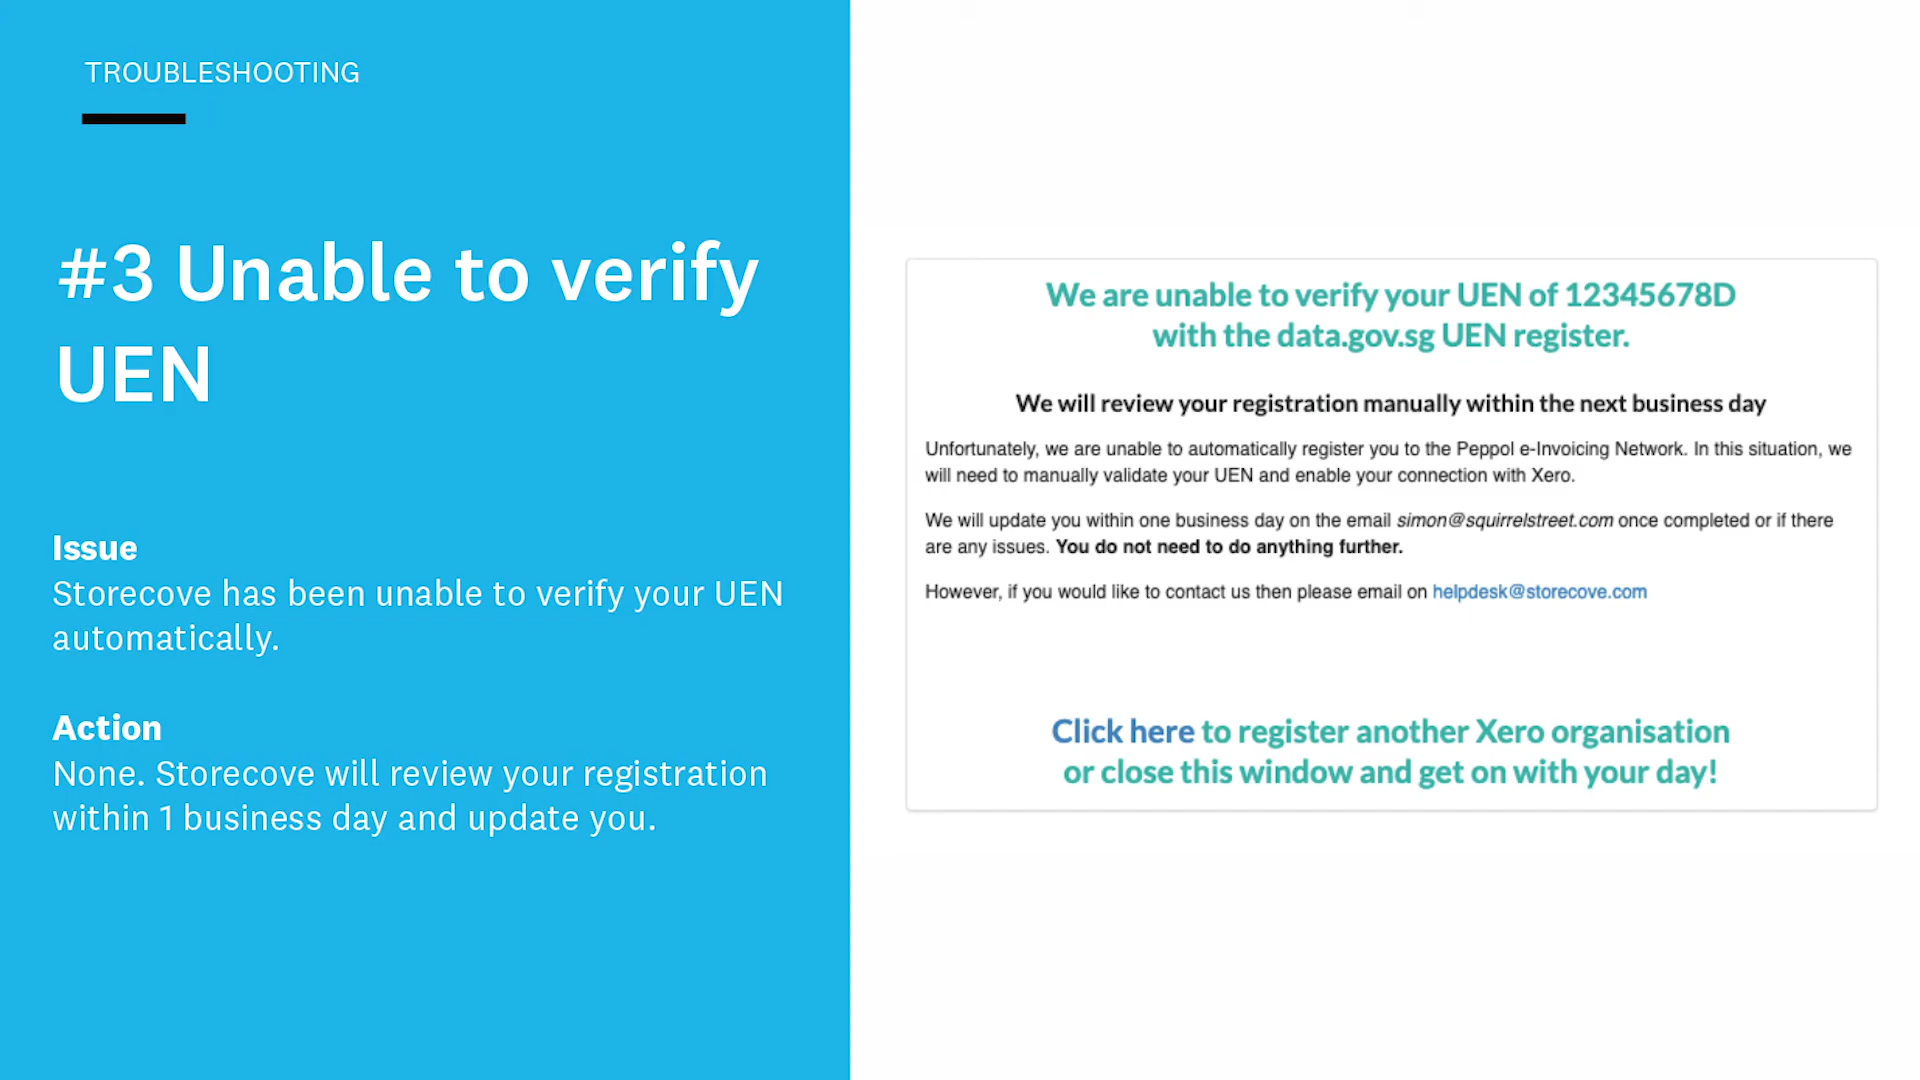 TROUBLESHOOTING
#3 Unable to verify
UEN
Issue
Storecove has been unable to verify your UEN
automatically.
Action
None. Storecove will review your registration
within 1 business day and update you.
We are unable to verify your UEN of 12345678D
with the data.gov.sg UEN register.
We will review your registration manually within the next business day
Unfortunately, we are unable to automatically register you to the Peppol e-Invoicing Network. In this situation, we
will need to manually validate your UEN and enable your connection with Xero.
We will update you within one business day on the email simon@squirrelstreet.com once completed or if there
are any issues. You do not need to do anything further.
However, if you would like to contact us then please email on helpdesk@storecove.com
Click here to register another Xero organisation
or close this window and get on with your day!